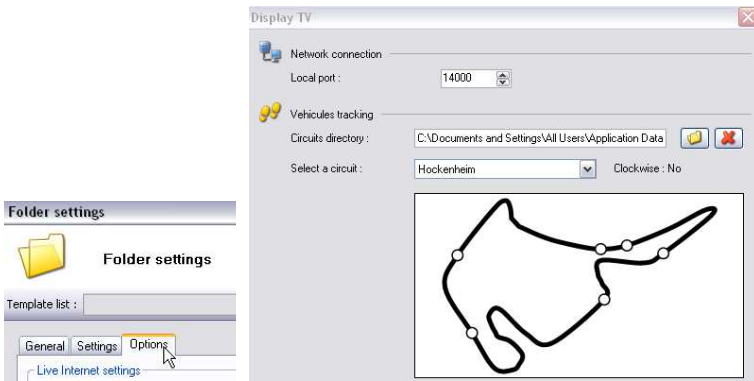 Display TV
Network connection
Local port :
14000
Vehicules tracking
Circuits directory :
C:\Documents and Settings\All Users\Application Data
Select a circuit :
Hockenheim
Clockwise : No
Folder settings
Folder settings
Template list :
General
Settings
Options
Live Internet settings